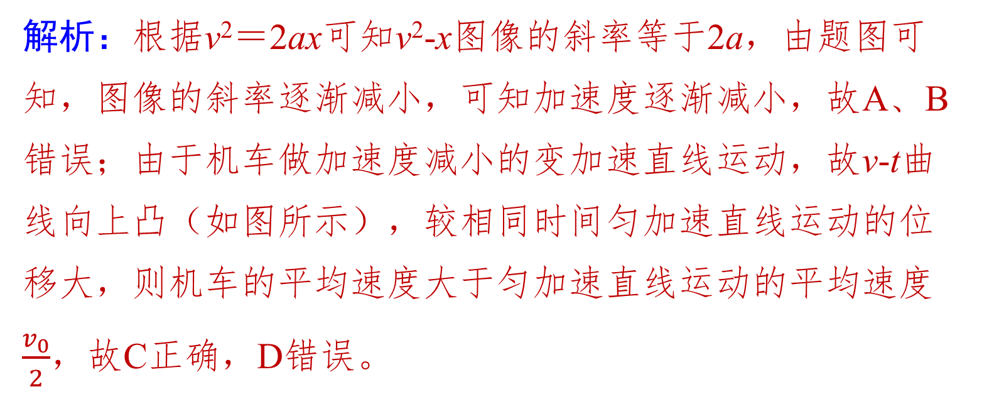 解析：根据v²＝2ax可知v²-x图像的斜率等于2a，由题图可
知，图像的斜率逐渐减小，可知加速度逐渐减小，故A、B
错误；由于机车做加速度减小的变加速直线运动，故v-t曲
线向上凸（如图所示），较相同时间匀加速直线运动的位
移大，则机车的平均速度大于匀加速直线运动的平均速度
v₀/2，故C正确，D错误。